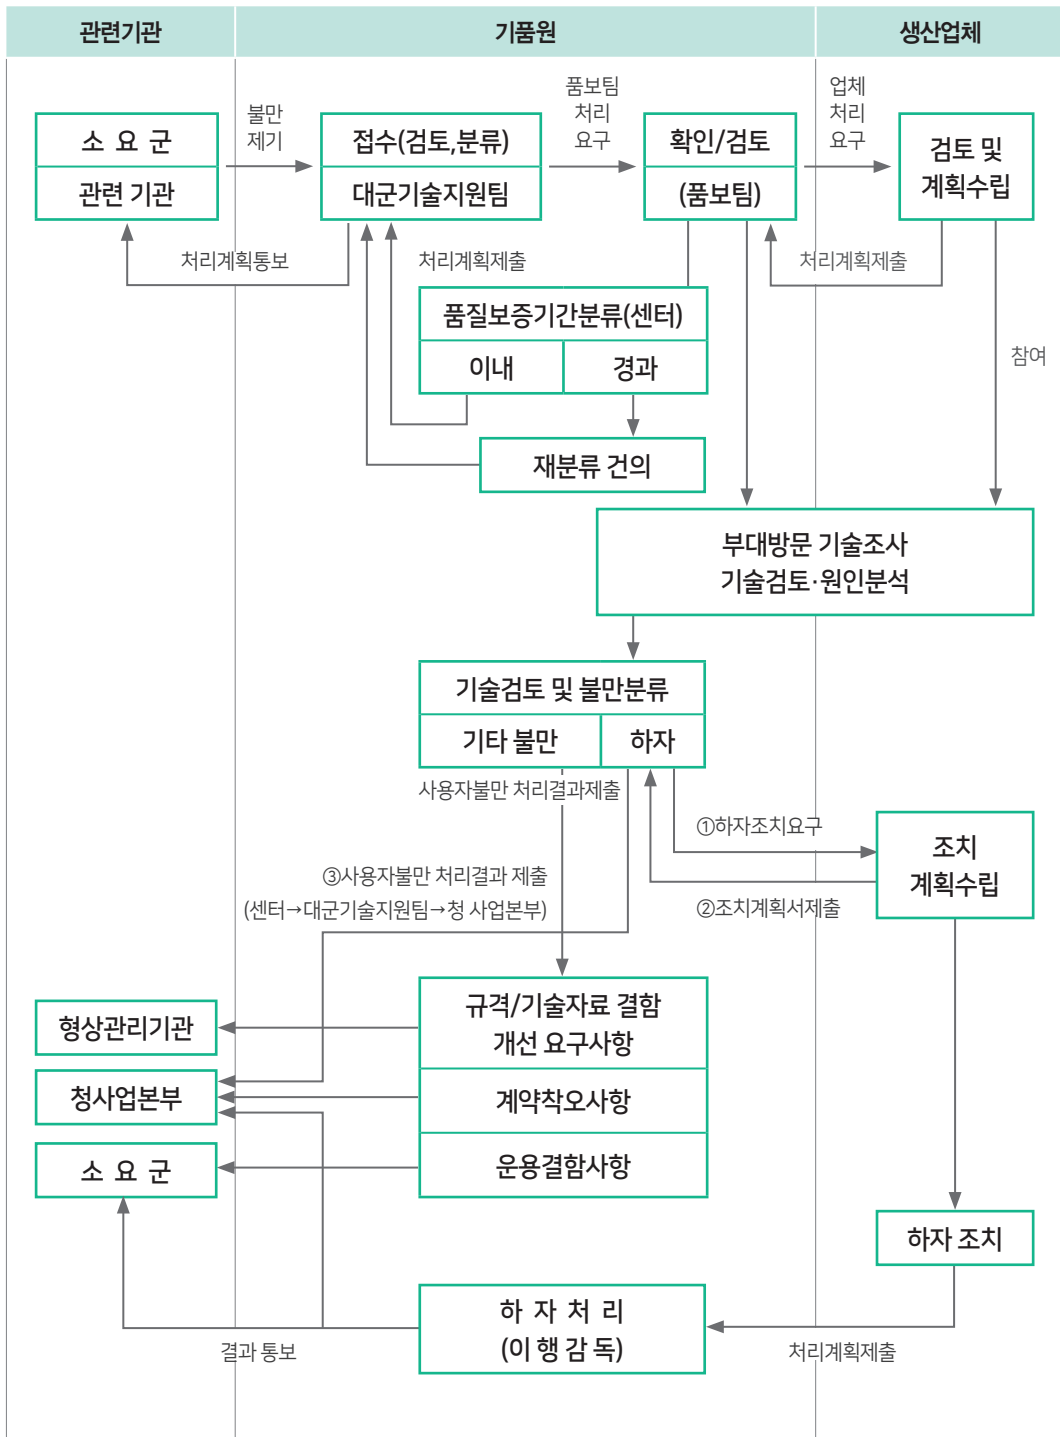 관련기관
기품원
생산업체
소 요 군
관련 기관
불만
제기
접수(검토,분류)
대군기술지원팀
품보팀
처리
요구
확인/검토
(품보팀)
업체
처리
요구
검토 및
계획수립
처리계획통보
처리계획제출
처리계획제출
품질보증기간분류(센터)
이내
경과
참여
재분류 건의
부대방문 기술조사
기술검토·원인분석
기술검토 및 불만분류
기타 불만
하자
사용자불만 처리결과제출
①하자조치요구
조치
계획수립
③사용자불만 처리결과 제출
(센터→대군기술지원팀→청 사업본부)
②조치계획서제출
규격/기술자료 결함
개선 요구사항
형상관리기관
청사업본부
계약착오사항
소 요 군
운용결함사항
하자 조치
하 자 처 리
(이 행 감 독)
결과 통보
처리계획제출